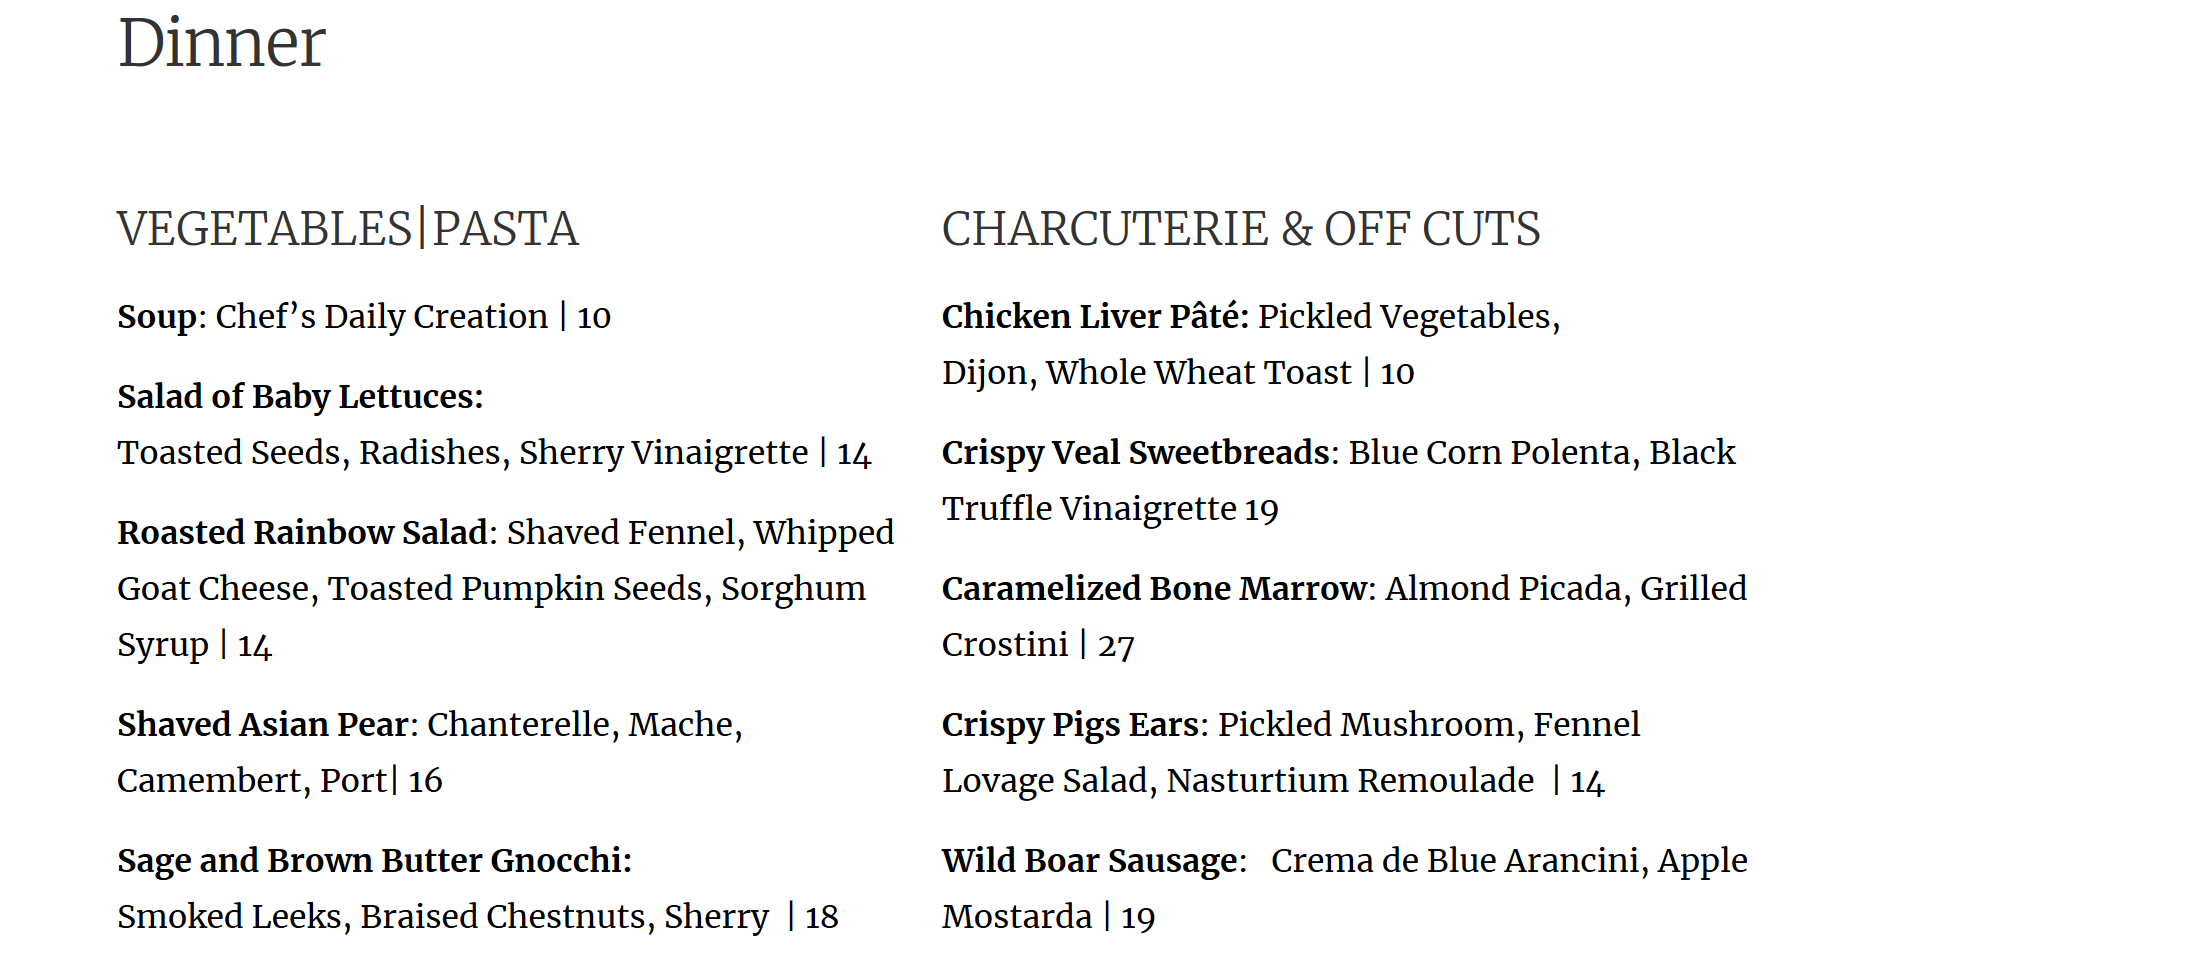 Dinner
VEGETABLES|PASTA
Soup: Chef’s Daily Creation | 10
Salad of Baby Lettuces:
Toasted Seeds, Radishes, Sherry Vinaigrette | 14
Roasted Rainbow Salad: Shaved Fennel, Whipped
Goat Cheese, Toasted Pumpkin Seeds, Sorghum
Syrup | 14
Shaved Asian Pear: Chanterelle, Mache,
Camembert, Port| 16
Sage and Brown Butter Gnocchi:
Smoked Leeks, Braised Chestnuts, Sherry  | 18
CHARCUTERIE & OFF CUTS
Chicken Liver Pâté: Pickled Vegetables,
Dijon, Whole Wheat Toast | 10
Crispy Veal Sweetbreads: Blue Corn Polenta, Black
Truffle Vinaigrette 19
Caramelized Bone Marrow: Almond Picada, Grilled
Crostini | 27
Crispy Pigs Ears: Pickled Mushroom, Fennel
Lovage Salad, Nasturtium Remoulade  | 14
Wild Boar Sausage:   Crema de Blue Arancini, Apple
Mostarda | 19